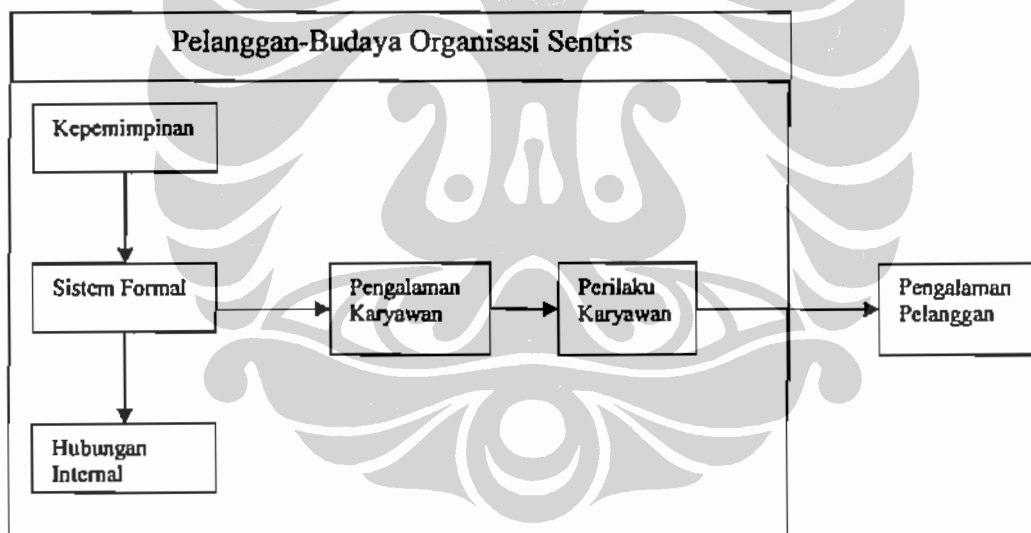 Pelanggan-Budaya Organisasi Sentris
Kepemimpinan
Sistem Formal
Pengalaman
Karyawan
Perilaku
Karyawan
Pengalaman
Pelanggan
Hubungan
Internal